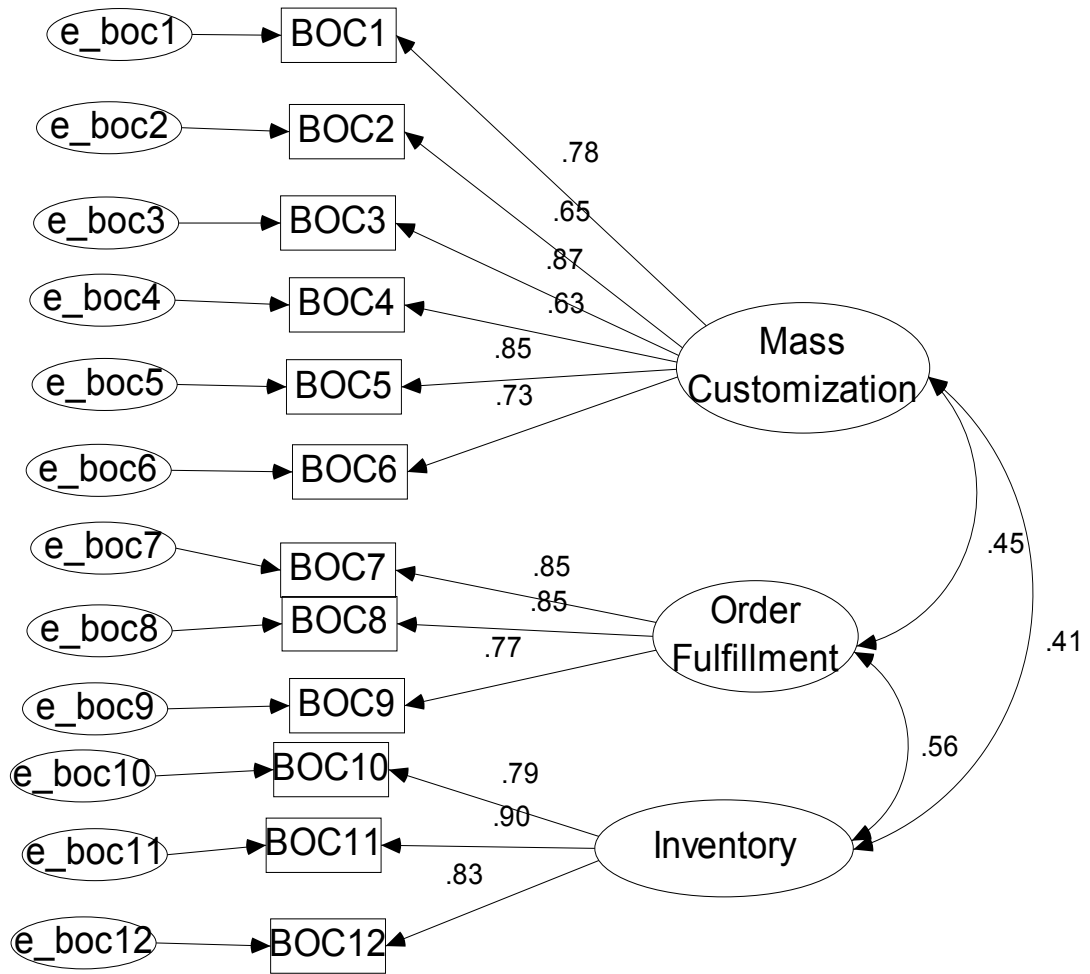 e_boc1
BOC1
e_boc2
BOC2
.78
e_boc3
BOC3
.65
.87
e_boc4
BOC4
.63
Mass
Customization
.85
e_boc5
BOC5
.73
e_boc6
BOC6
e_boc7
BOC7
.85
.45
e_boc8
BOC8
.85
Order
Fulfillment
.41
.77
e_boc9
BOC9
.56
e_boc10
BOC10
.79
.90
e_boc11
BOC11
Inventory
.83
e_boc12
BOC12